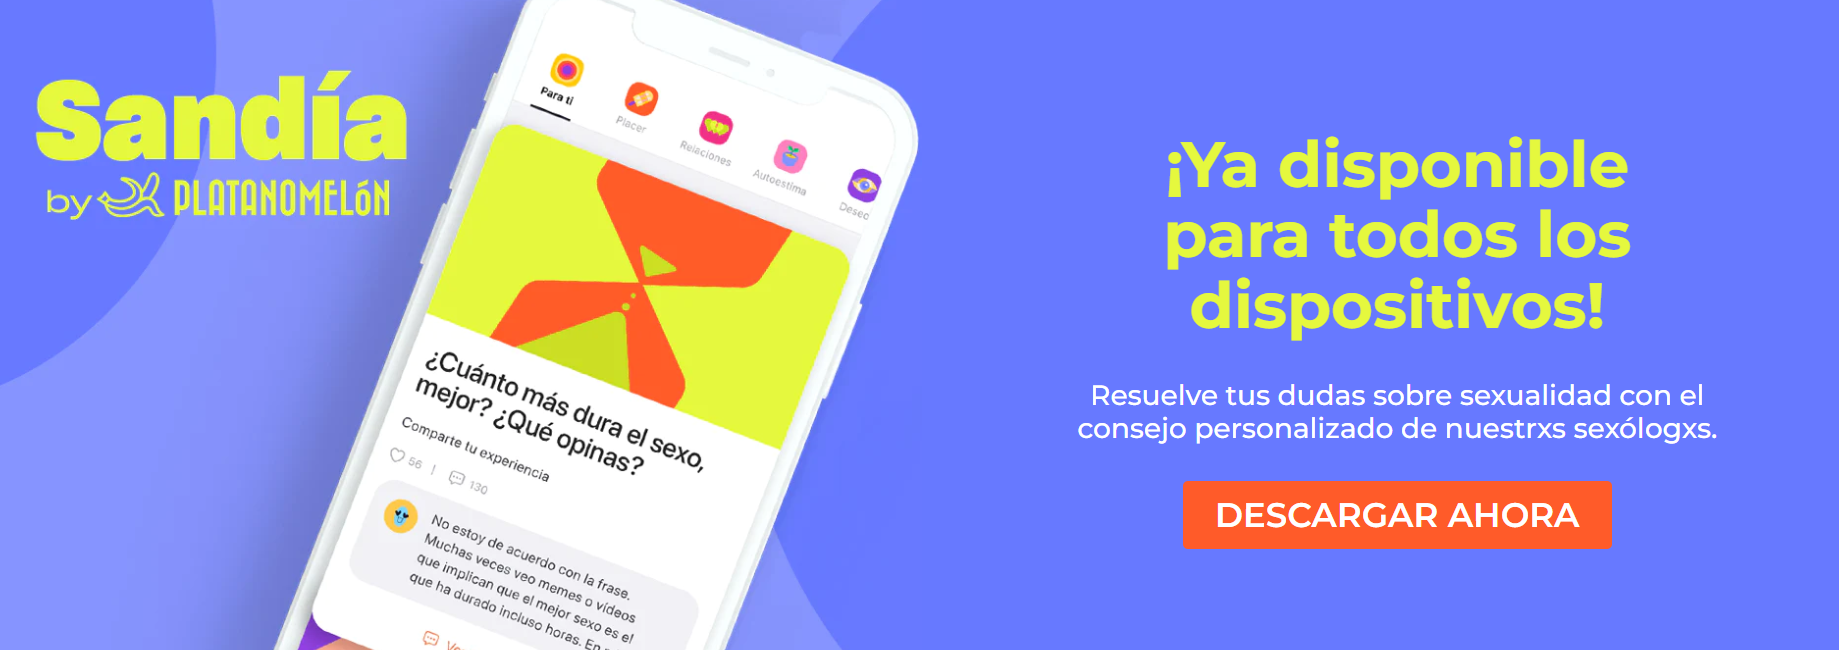 Sandía
by PLATANOMELóN
Para ti
Placer
Relaciones
Autoestima
Deseo
¿Cuánto más dura el sexo,
mejor? ¿Qué opinas?
Comparte tu experiencia
56 | 130
No estoy de acuerdo con la frase.
Muchas veces veo memes o vídeos
que implican que el mejor sexo es el
que ha durado incluso horas. En
¡Ya disponible
para todos los
dispositivos!
Resuelve tus dudas sobre sexualidad con el
consejo personalizado de nuestrxs sexólogxs.
DESCARGAR AHORA